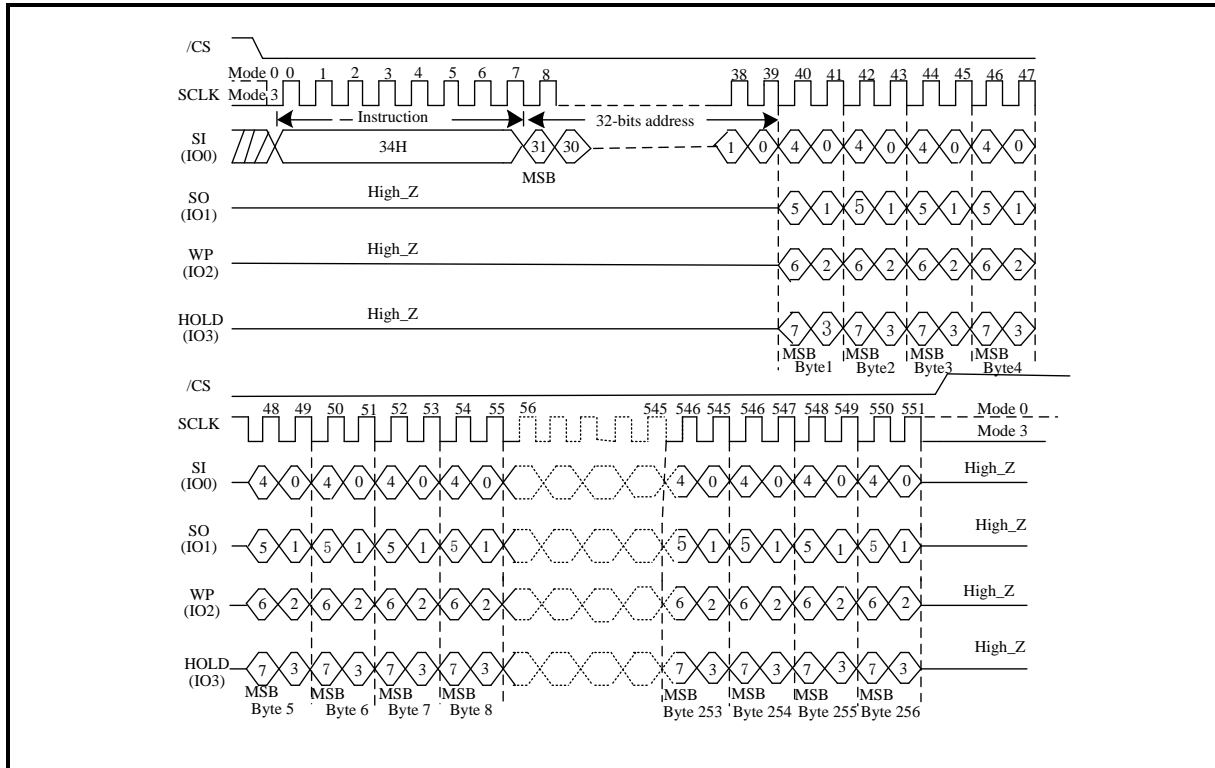 /CS
Mode 0 0 1 2 3 4 5 6 7 8 38 39 40 41 42 43 44 45 46 47
SCLK Mode 3
Instruction 32-bits address
SI
(IO0)
34H 31 30 1 0 4 0 4 0 4 0 4 0
MSB
SO
(IO1)
High_Z 5 1 5 1 5 1 5 1
WP
(IO2)
High_Z 6 2 6 2 6 2 6 2
HOLD
(IO3)
High_Z 7 3 7 3 7 3 7 3
MSB MSB MSB MSB
Byte1 Byte2 Byte3 Byte4
/CS
48 49 50 51 52 53 54 55 56 545 546 545 546 547 548 549 550 551 Mode 0
SCLK
Mode 3
SI
(IO0)
4 0 4 0 4 0 4 0 4 0 4 0 4 0 4 0 High_Z
SO
(IO1)
5 1 5 1 5 1 5 1 5 1 5 1 5 1 5 1 High_Z
WP
(IO2)
6 2 6 2 6 2 6 2 6 2 6 2 6 2 6 2 High_Z
HOLD
(IO3)
7 3 7 3 7 3 7 3 7 3 7 3 7 3 7 3 High_Z
MSB MSB MSB MSB MSB MSB MSB MSB
Byte 5 Byte 6 Byte 7 Byte 8 Byte 253 Byte 254 Byte 255 Byte 256